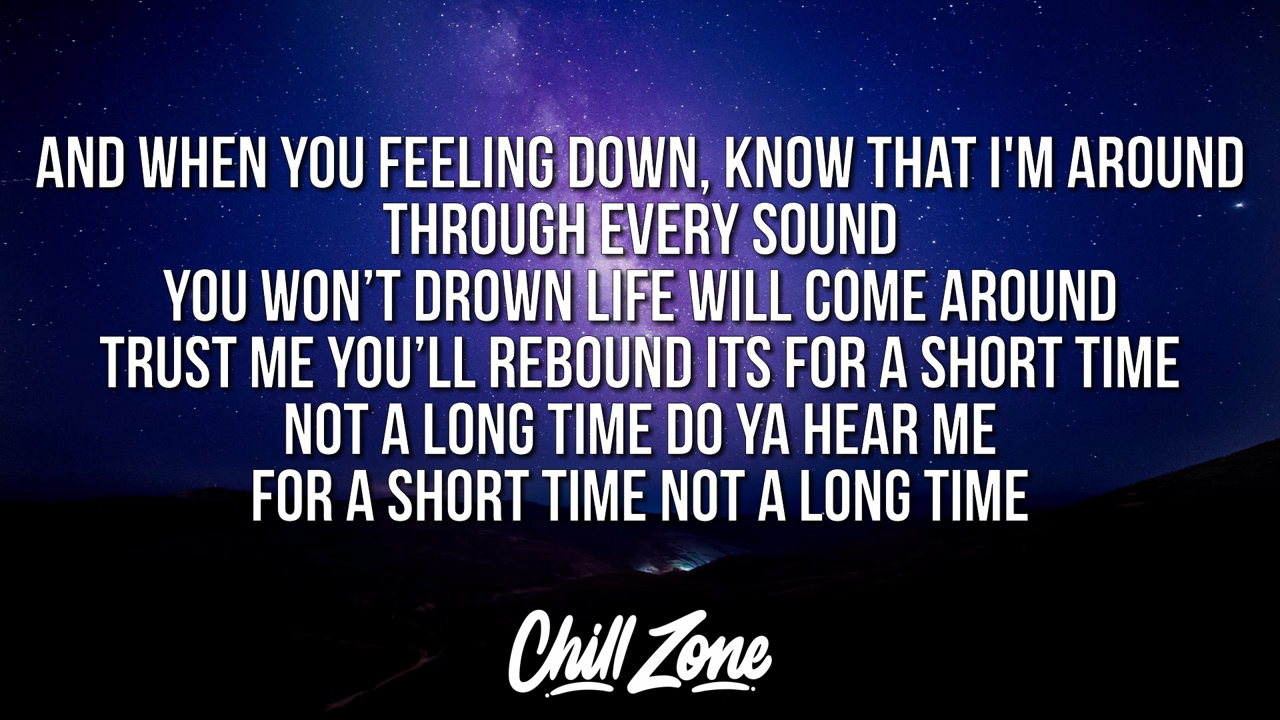 AND WHEN YOU FEELING DOWN, KNOW THAT I'M AROUND
THROUGH EVERY SOUND
YOU WON’T DROWN LIFE WILL COME AROUND
TRUST ME YOU’LL REBOUND ITS FOR A SHORT TIME
NOT A LONG TIME DO YA HEAR ME
FOR A SHORT TIME NOT A LONG TIME
Chill Zone